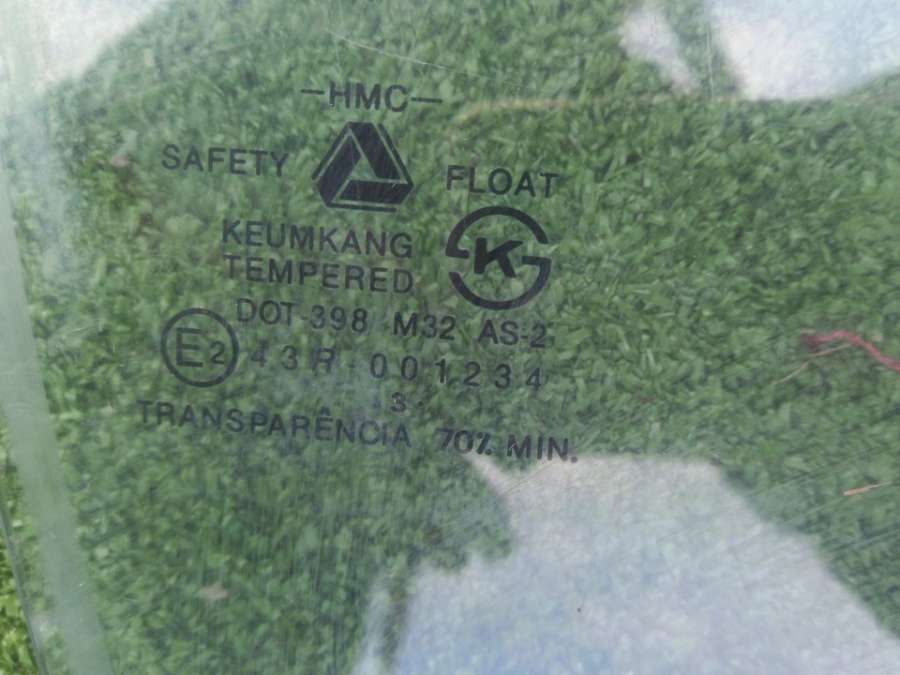 HMC
SAFETY FLOAT
KEUMKANG
TEMPERED
K
DOT-398 M32 AS-2
E2 43R-001234
3·
TRANSPARÊNCIA 70% MIN.